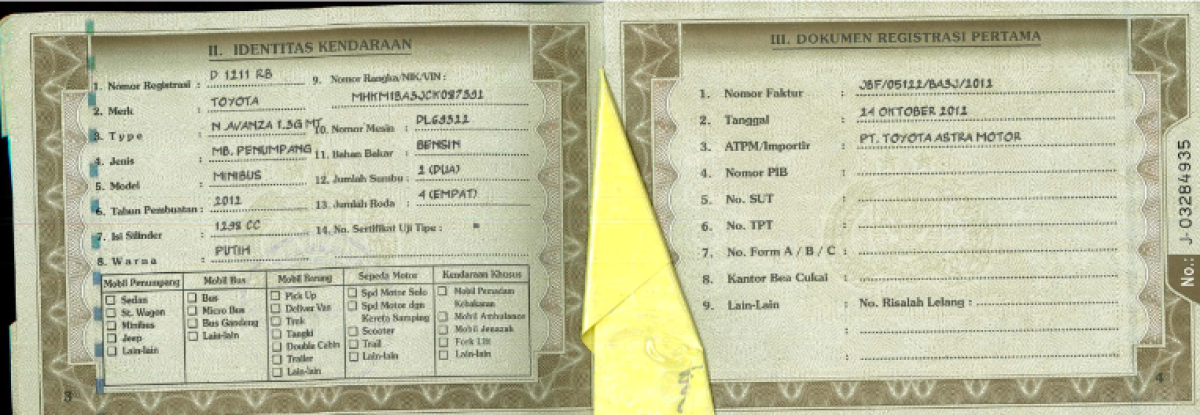 II. IDENTITAS KENDARAAN
1. Nomor Registrasi : D 1211 RB
2. Merk : TOYOTA
3. Type : N AVANZA 1.3G MT
4. Jenis : MB. PENUMPANG
5. Model : MINIBUS
6. Tahun Pembuatan : 2012
7. Isi Silinder : 1298 CC
8. Warna : PUTIH
9. Nomor Rangka/NIK/VIN :
MHKM1BA3JCK087391
10. Nomor Mesin : DL69322
11. Bahan Bakar : BENSIN
12. Jumlah Sumbu : 2 (DUA)
13. Jumlah Roda : 4 (EMPAT)
14. No. Sertifikat Uji Tipe :
Mobil Penumpang
Sedan
St. Wagon
Minibus
Jeep
Lain-lain
Mobil Bus
Bus
Micro Bus
Bus Gandeng
Lain-lain
Mobil Barang
Pick Up
Deliver Van
Truk
Tangki
Double Cabin
Trailer
Lain-lain
Sepeda Motor
Spd Motor Solo
Spd Motor dgn
Kereta Samping
Scooter
Trail
Lain-lain
Kendaraan Khusus
Mobil Pemadam
Kebakaran
Mobil Ambulance
Mobil Jenazah
Fork Lift
Lain-lain
3
III. DOKUMEN REGISTRASI PERTAMA
1. Nomor Faktur : JBF/05122/BA3J/2012
2. Tanggal : 24 OKTOBER 2012
3. ATPM/Importir : PT. TOYOTA ASTRA MOTOR
4. Nomor PIB :
5. No. SUT :
6. No. TPT :
7. No. Form A / B / C :
8. Kantor Bea Cukai :
9. Lain-Lain : No. Risalah Lelang :
4
No.: J-03284935